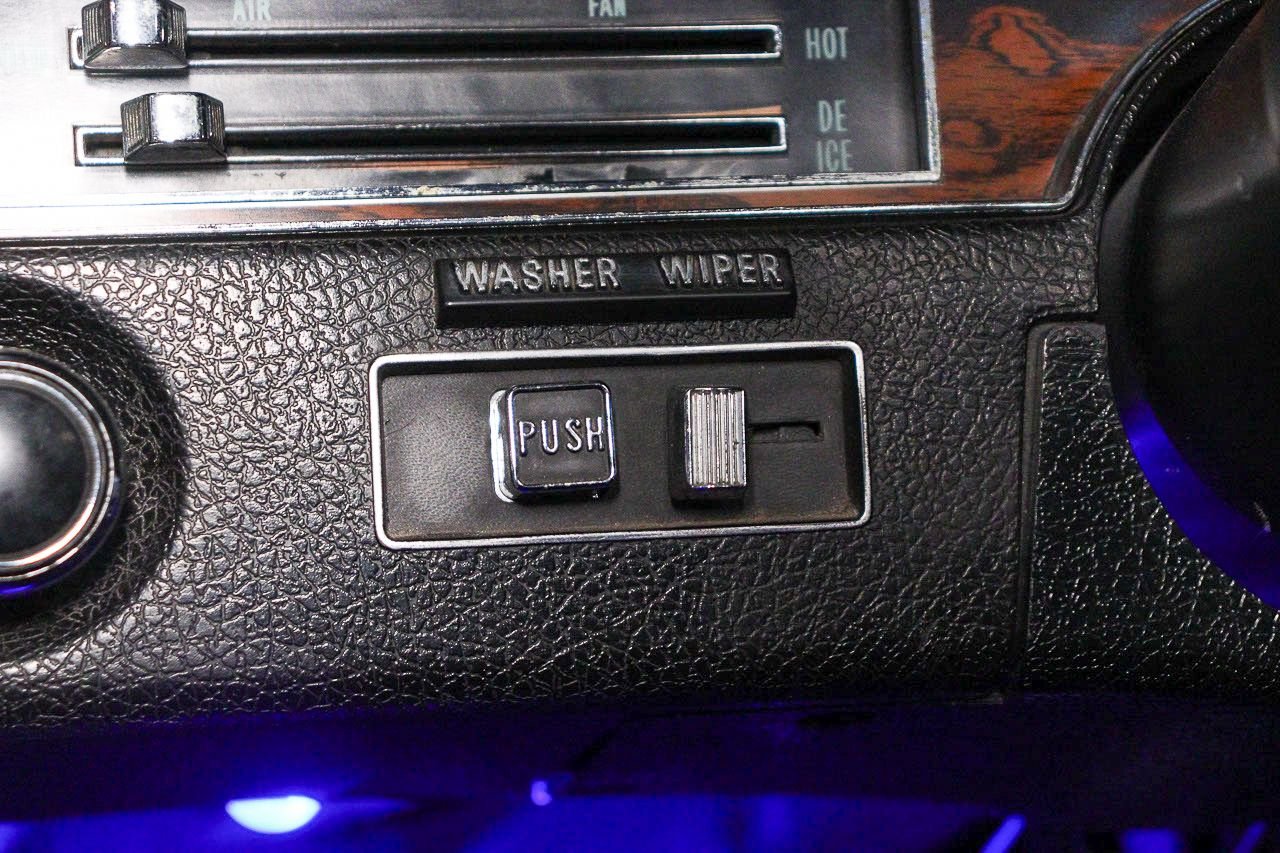 AIR FAN
HOT
DE
ICE
WASHER WIPER
PUSH